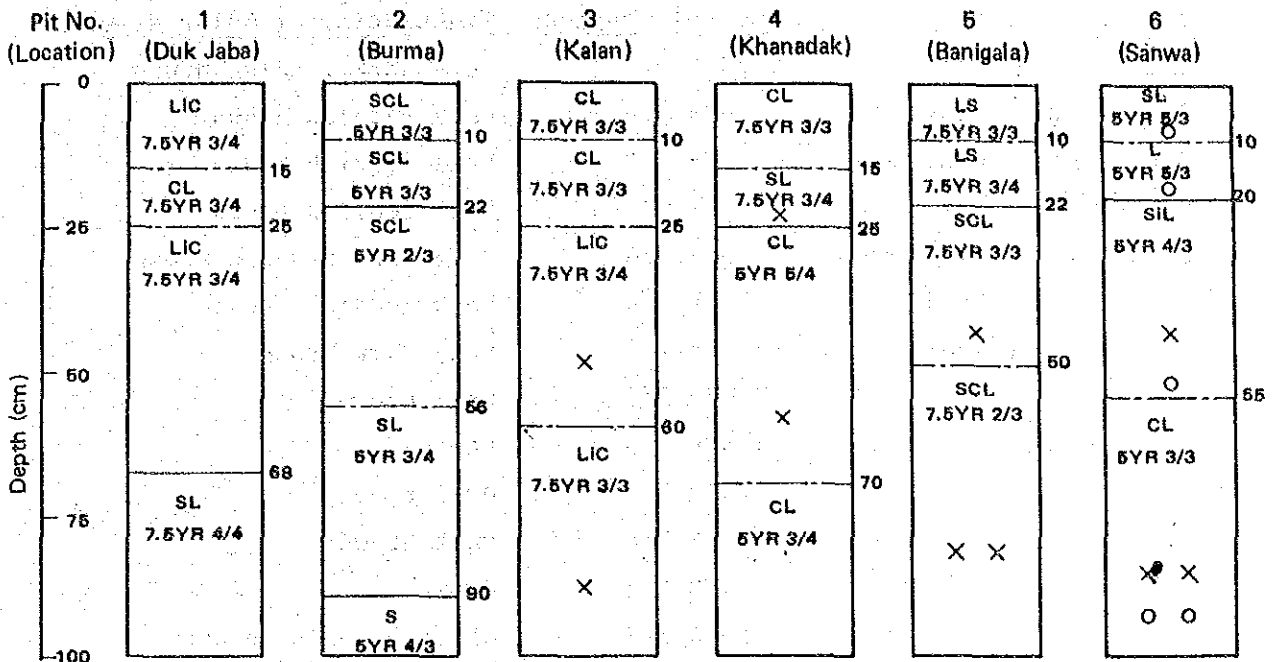 Pit No.
(Location)
1
(Duk Jaba)
2
(Burma)
3
(Kalan)
4
(Khanadak)
5
(Banigala)
6
(Sanwa)
Depth (cm)
0
25
50
75
100
LIC
7.5YR 3/4
15
CL
7.5YR 3/4
25
LIC
7.5YR 3/4
68
SL
7.5YR 4/4
SCL
5YR 3/3
10
SCL
5YR 3/3
22
SCL
5YR 2/3
56
SL
5YR 3/4
90
S
5YR 4/3
CL
7.5YR 3/3
10
CL
7.5YR 3/3
25
LIC
7.5YR 3/4
X
60
LIC
7.5YR 3/3
X
CL
7.5YR 3/3
15
SL
7.5YR 3/4
X
25
CL
5YR 5/4
X
70
CL
5YR 3/4
LS
7.5YR 3/3
10
LS
7.5YR 3/4
22
SCL
7.5YR 3/3
X
50
SCL
7.5YR 2/3
X X
SL
5YR 5/3
O
10
L
5YR 5/3
O
20
SiL
5YR 4/3
X
O
55
CL
5YR 3/3
X X
O O